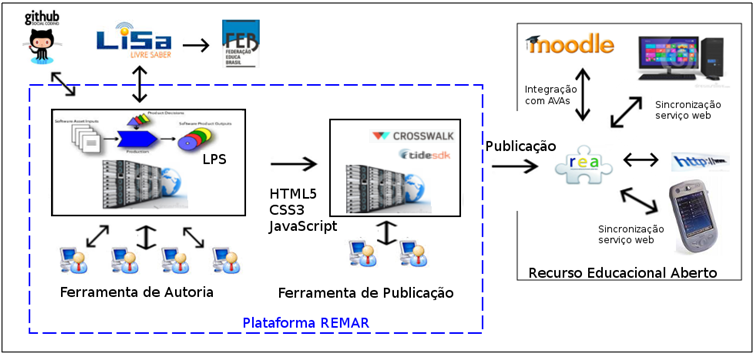 github
SOCIAL CODING
LiSa
LIVRE SABER
FEB
FEDERAÇÃO
EDUCA
BRASIL
moodle
Integração
com AVAs
Sincronização
serviço web
Product Decisions
Software Asset Inputs
Software Product Outputs
Production
LPS
CROSSWALK
tidesdk
HTML5
CSS3
JavaScript
Publicação
rea
http://www.
Sincronização
serviço web
Ferramenta de Autoria
Ferramenta de Publicação
Recurso Educacional Aberto
Plataforma REMAR